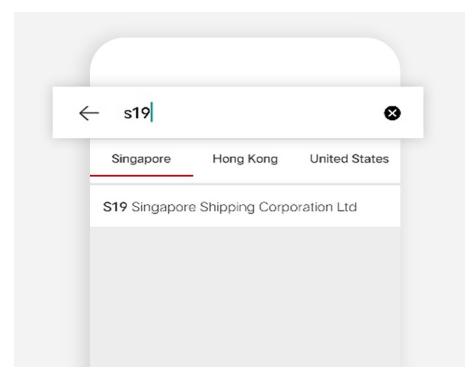 s19
Singapore Hong Kong United States
S19 Singapore Shipping Corporation Ltd